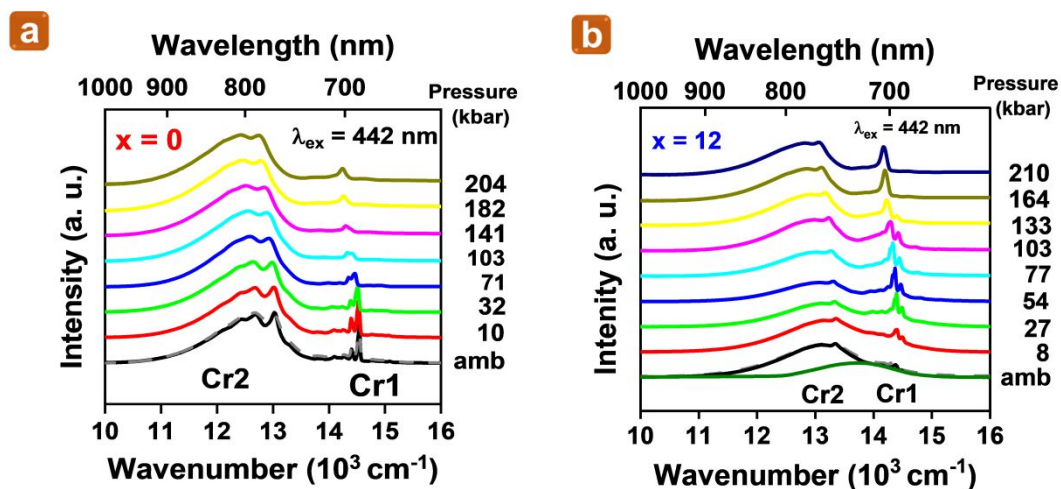 a
Wavelength (nm)
1000 900 800 700
Pressure
(kbar)
x = 0
λex = 442 nm
204
182
141
103
71
32
10
amb
Cr2
Cr1
Intensity (a. u.)
10 11 12 13 14 15 16
Wavenumber (10³ cm⁻¹)
b
Wavelength (nm)
1000 900 800 700
Pressure
(kbar)
x = 12
λex = 442 nm
210
164
133
103
77
54
27
8
amb
Cr2
Cr1
Intenity (a. u.)
10 11 12 13 14 15 16
Wavenumber (10³ cm⁻¹)